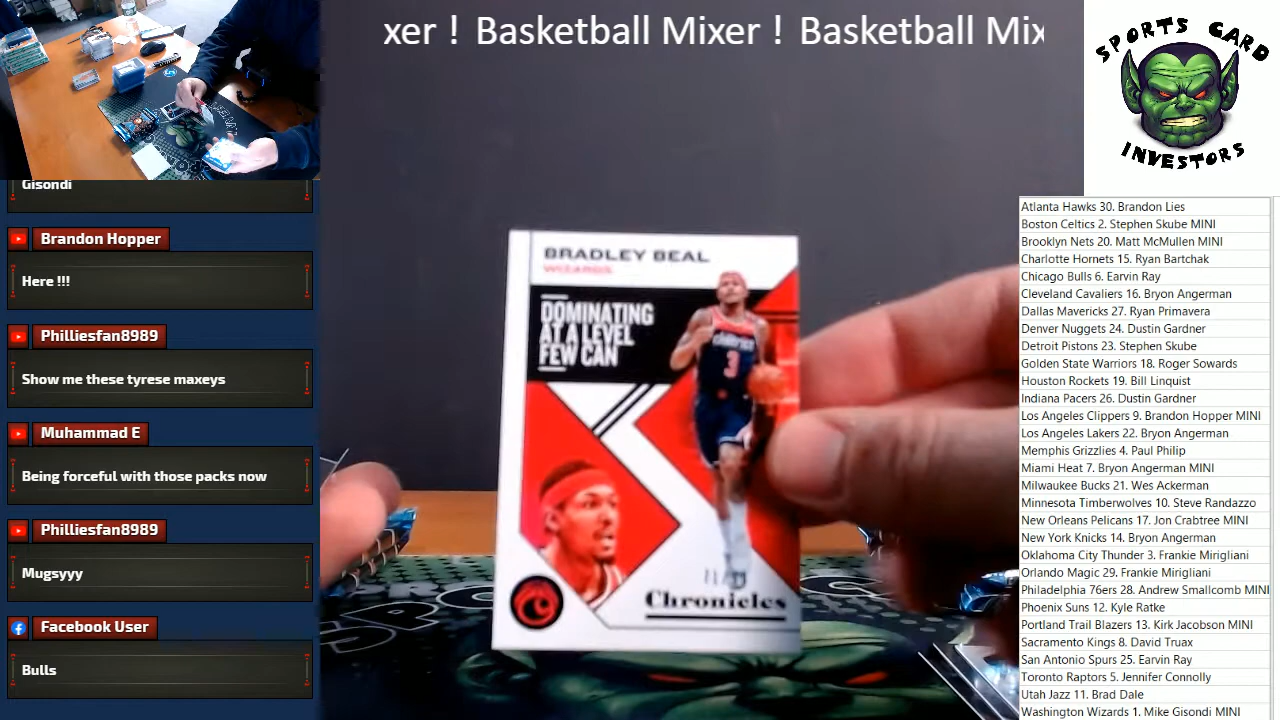 xer ! Basketball Mixer ! Basketball Mix
SPORTS CARD
INVESTORS
Gisondi
Brandon Hopper
Here !!!
Philliesfan8989
Show me these tyrese maxeys
Muhammad E
Being forceful with those packs now
Philliesfan8989
Mugsyyy
Facebook User
Bulls
BRADLEY BEAL
WIZARDS
DOMINATING
AT A LEVEL
FEW CAN
3
Chronicles
Atlanta Hawks 30. Brandon Lies
Boston Celtics 2. Stephen Skube MINI
Brooklyn Nets 20. Matt McMullen MINI
Charlotte Hornets 15. Ryan Bartchak
Chicago Bulls 6. Earvin Ray
Cleveland Cavaliers 16. Bryon Angerman
Dallas Mavericks 27. Ryan Primavera
Denver Nuggets 24. Dustin Gardner
Detroit Pistons 23. Stephen Skube
Golden State Warriors 18. Roger Sowards
Houston Rockets 19. Bill Linquist
Indiana Pacers 26. Dustin Gardner
Los Angeles Clippers 9. Brandon Hopper MINI
Los Angeles Lakers 22. Bryon Angerman
Memphis Grizzlies 4. Paul Philip
Miami Heat 7. Bryon Angerman MINI
Milwaukee Bucks 21. Wes Ackerman
Minnesota Timberwolves 10. Steve Randazzo
New Orleans Pelicans 17. Jon Crabtree MINI
New York Knicks 14. Bryon Angerman
Oklahoma City Thunder 3. Frankie Mirigliani
Orlando Magic 29. Frankie Mirigliani
Philadelphia 76ers 28. Andrew Smallcomb MINI
Phoenix Suns 12. Kyle Ratke
Portland Trail Blazers 13. Kirk Jacobson MINI
Sacramento Kings 8. David Truax
San Antonio Spurs 25. Earvin Ray
Toronto Raptors 5. Jennifer Connolly
Utah Jazz 11. Brad Dale
Washington Wizards 1. Mike Gisondi MINI